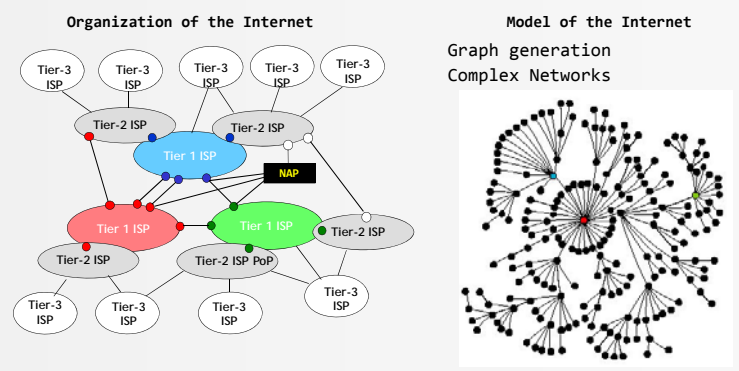 Organization of the Internet
Tier-3
ISP
Tier-3
ISP
Tier-3
ISP
Tier-3
ISP
Tier-3
ISP
Tier-2 ISP
Tier-2 ISP
Tier 1 ISP
NAP
Tier 1 ISP
Tier 1 ISP
Tier-2 ISP
Tier-2 ISP
Tier-2 ISP PoP
Tier-3
ISP
Tier-3
ISP
Tier-3
ISP
Tier-3
ISP
Model of the Internet
Graph generation
Complex Networks